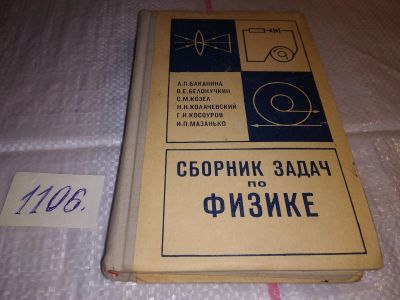 Л.П.БАКАНИНА
В.Е.БЕЛОНУЧКИН
С.М.КОЗЕЛ
Н.Н.КОЛАЧЕВСКИЙ
Г.И.КОСОУРОВ
И.П.МАЗАНЬКО
СБОРНИК ЗАДАЧ
ПО
ФИЗИКЕ
1106.